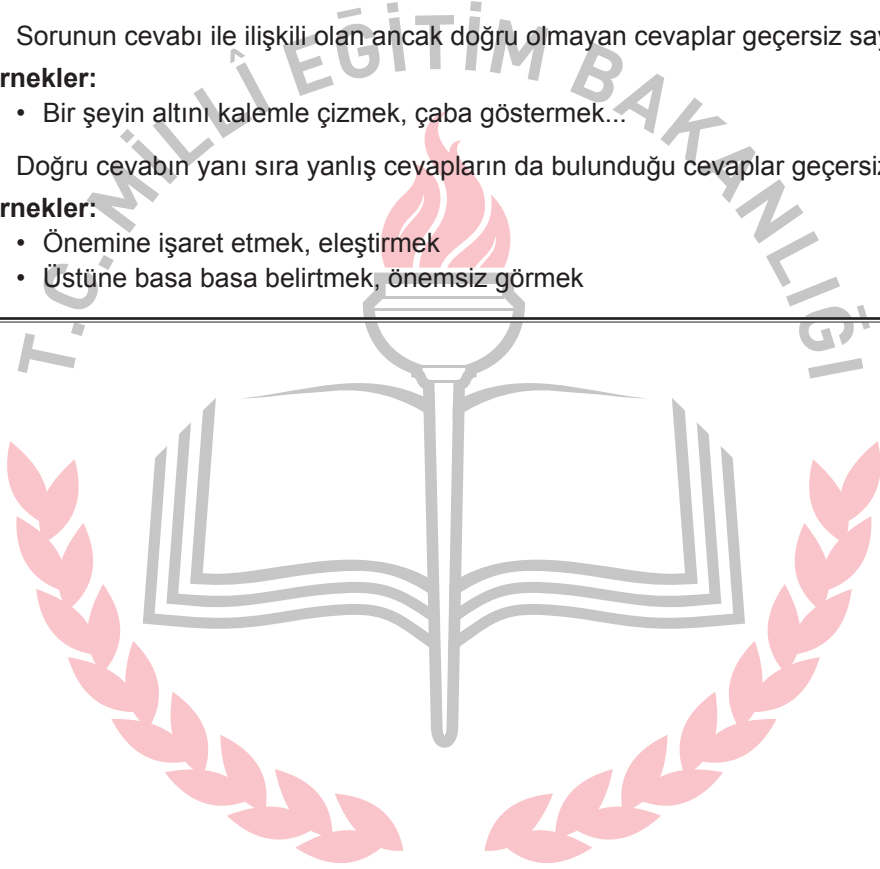 Sorunun cevabı ile ilişkili olan ancak doğru olmayan cevaplar geçersiz
rnekler:
• Bir şeyin altını kalemle çizmek, çaba göstermek...
Doğru cevabın yanı sıra yanlış cevapların da bulunduğu cevaplar
rnekler:
• Önemine işaret etmek, eleştirmek
• Üstüne basa basa belirtmek, önemsiz görmek
T.C. MİLLÎ EĞİTİM BAKANLIĞI